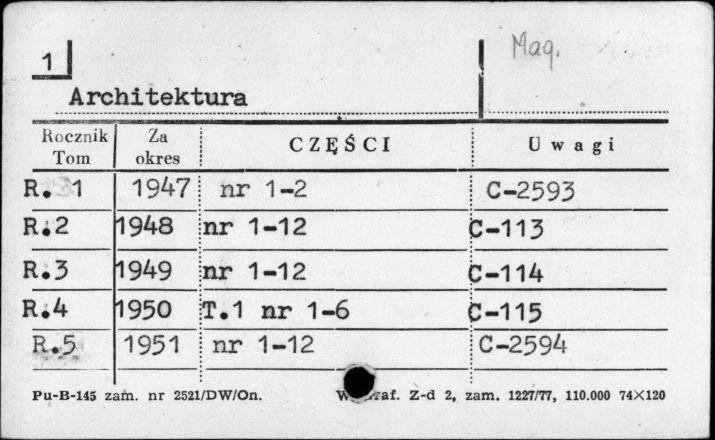 1
Mag.
Architektura
Rocznik Tom Za okres CZĘŚCI Uwagi
R. 1 1947 nr 1-2 C-2593
R.2 1948 nr 1-12 C-113
R.3 1949 nr 1-12 C-114
R.4 1950 T.1 nr 1-6 C-115
R.5 1951 nr 1-12 C-2594
Pu-B-145 zam. nr 2521/DW/On. Z-d 2, zam. 1227/77, 110.000 74×120